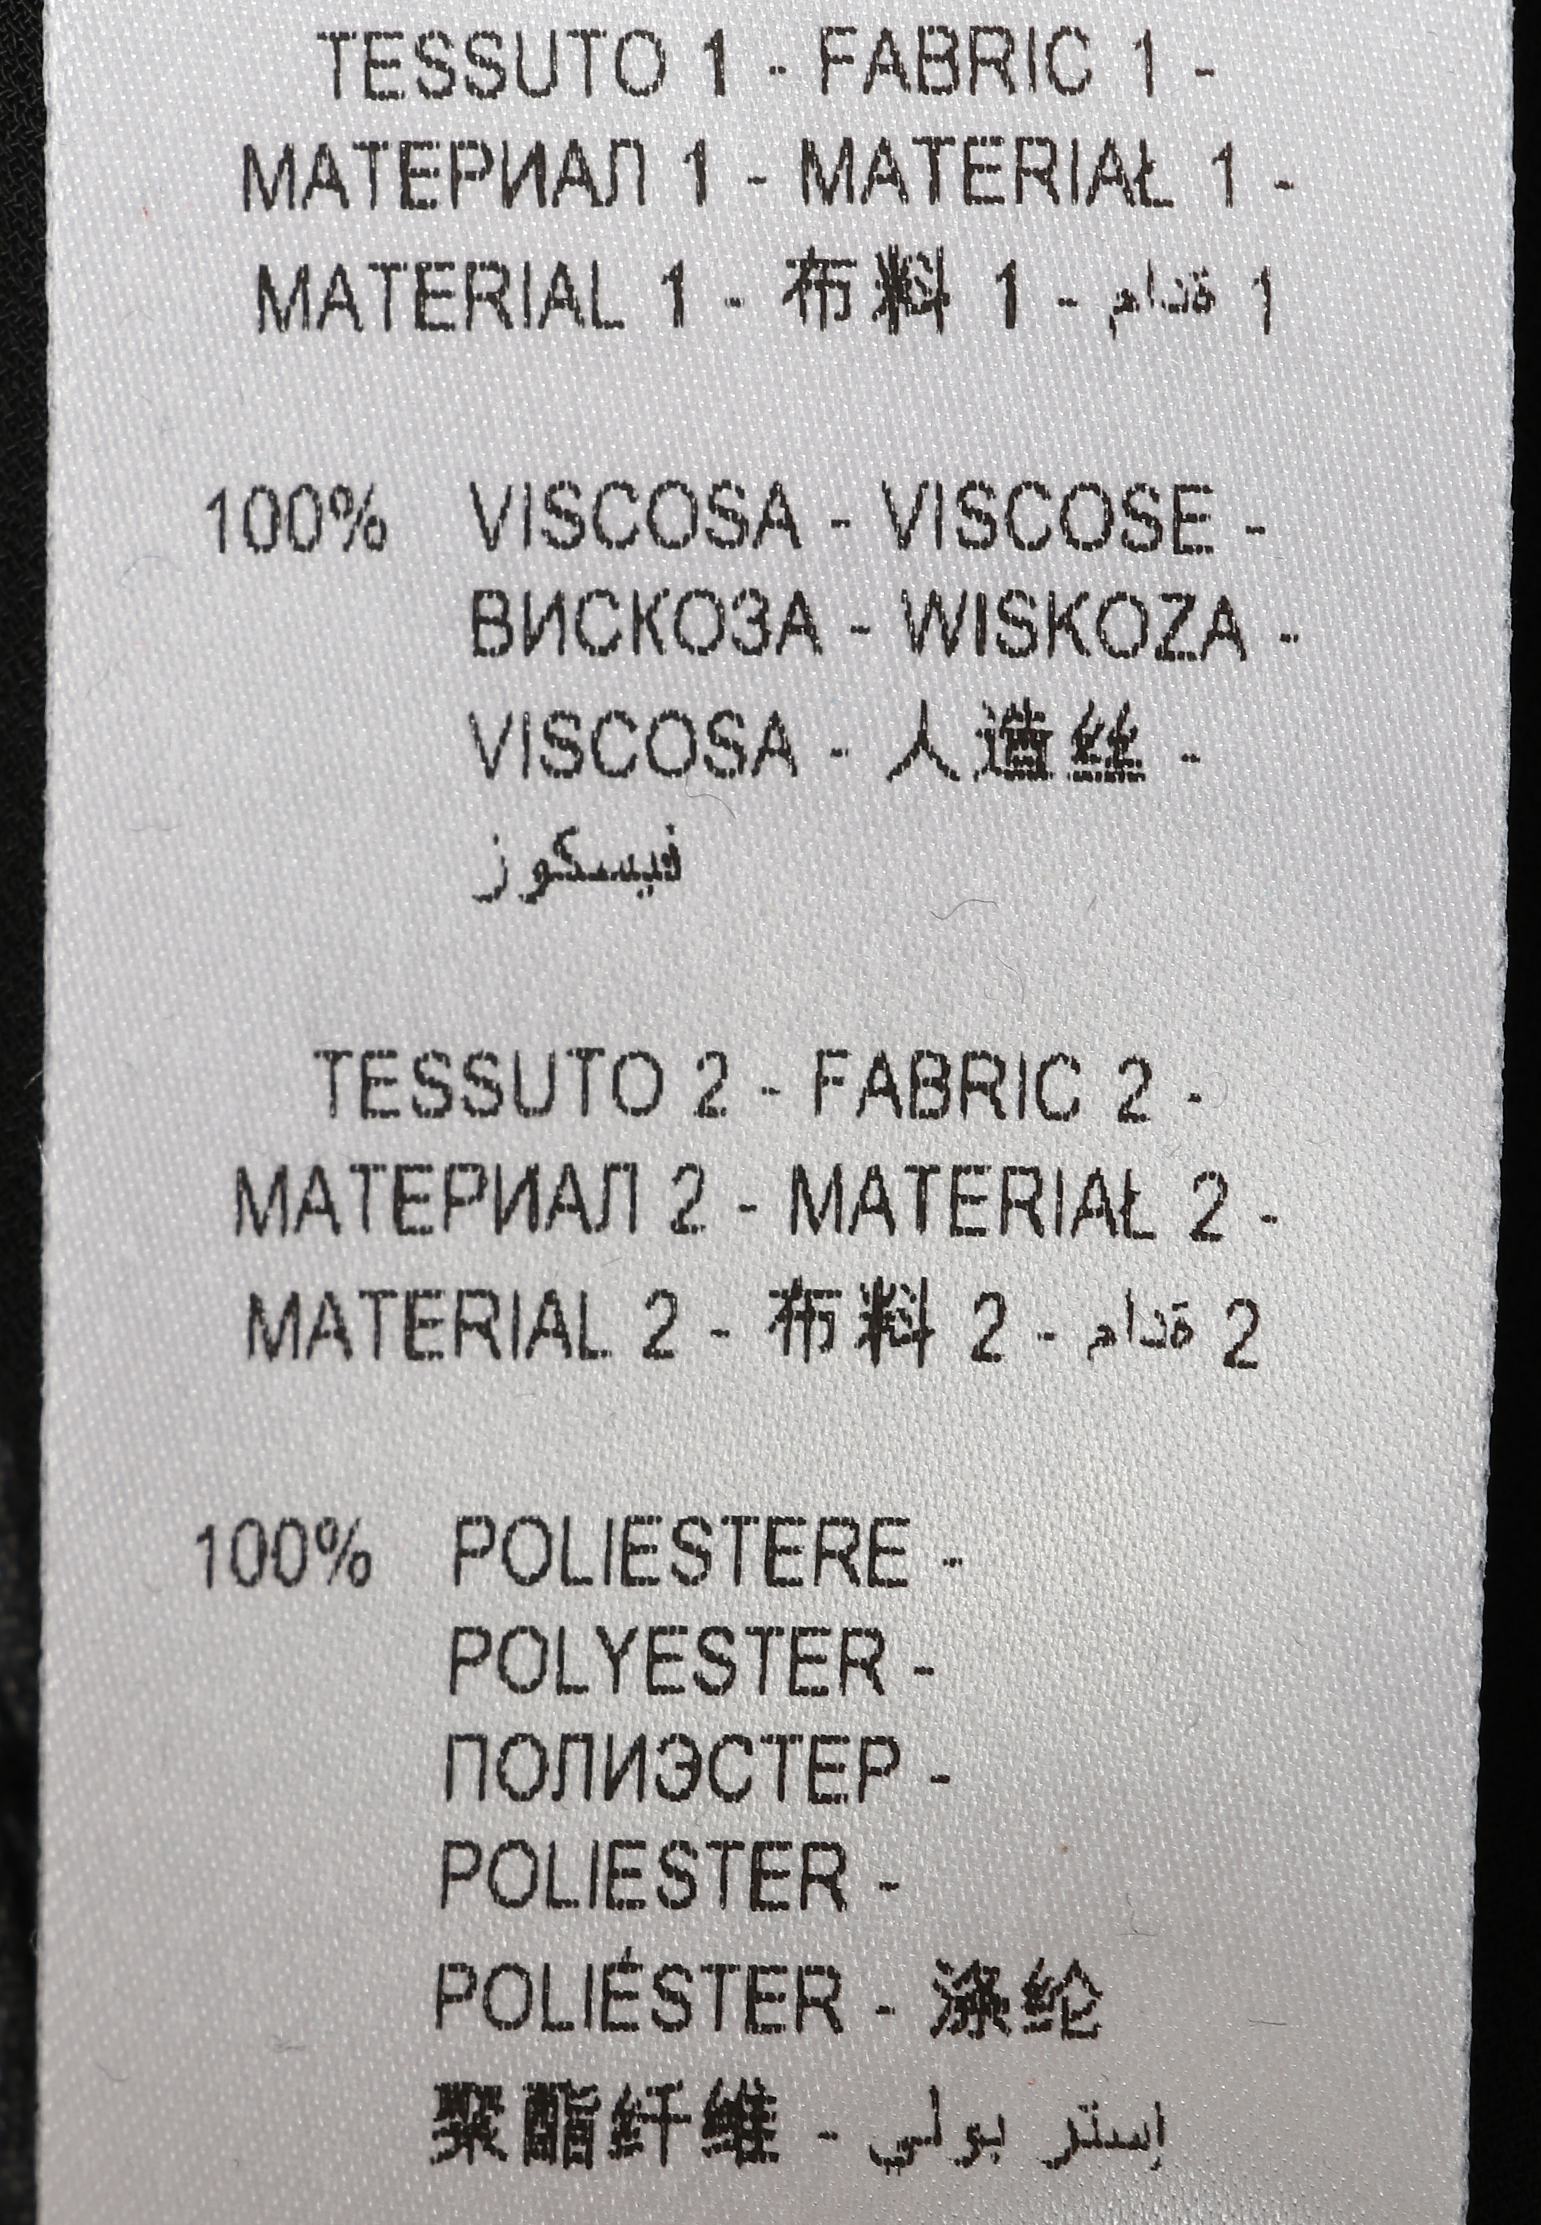 TESSUTO 1 - FABRIC 1 -
МАТЕРИАЛ 1 - MATERIAŁ 1 -
MATERIAL 1 - 布料 1 - قدام 1
100% VISCOSA - VISCOSE -
ВИСКОЗА - WISKOZA -
VISCOSA - 人造丝 -
فيسكوز
TESSUTO 2 - FABRIC 2 -
МАТЕРИАЛ 2 - MATERIAŁ 2 -
MATERIAL 2 - 布料 2 - قدام 2
100% POLIESTERE -
POLYESTER -
ПОЛИЭСТЕР -
POLIESTER -
POLIÉSTER - 涤纶
聚酯纤维 - إستر بولي